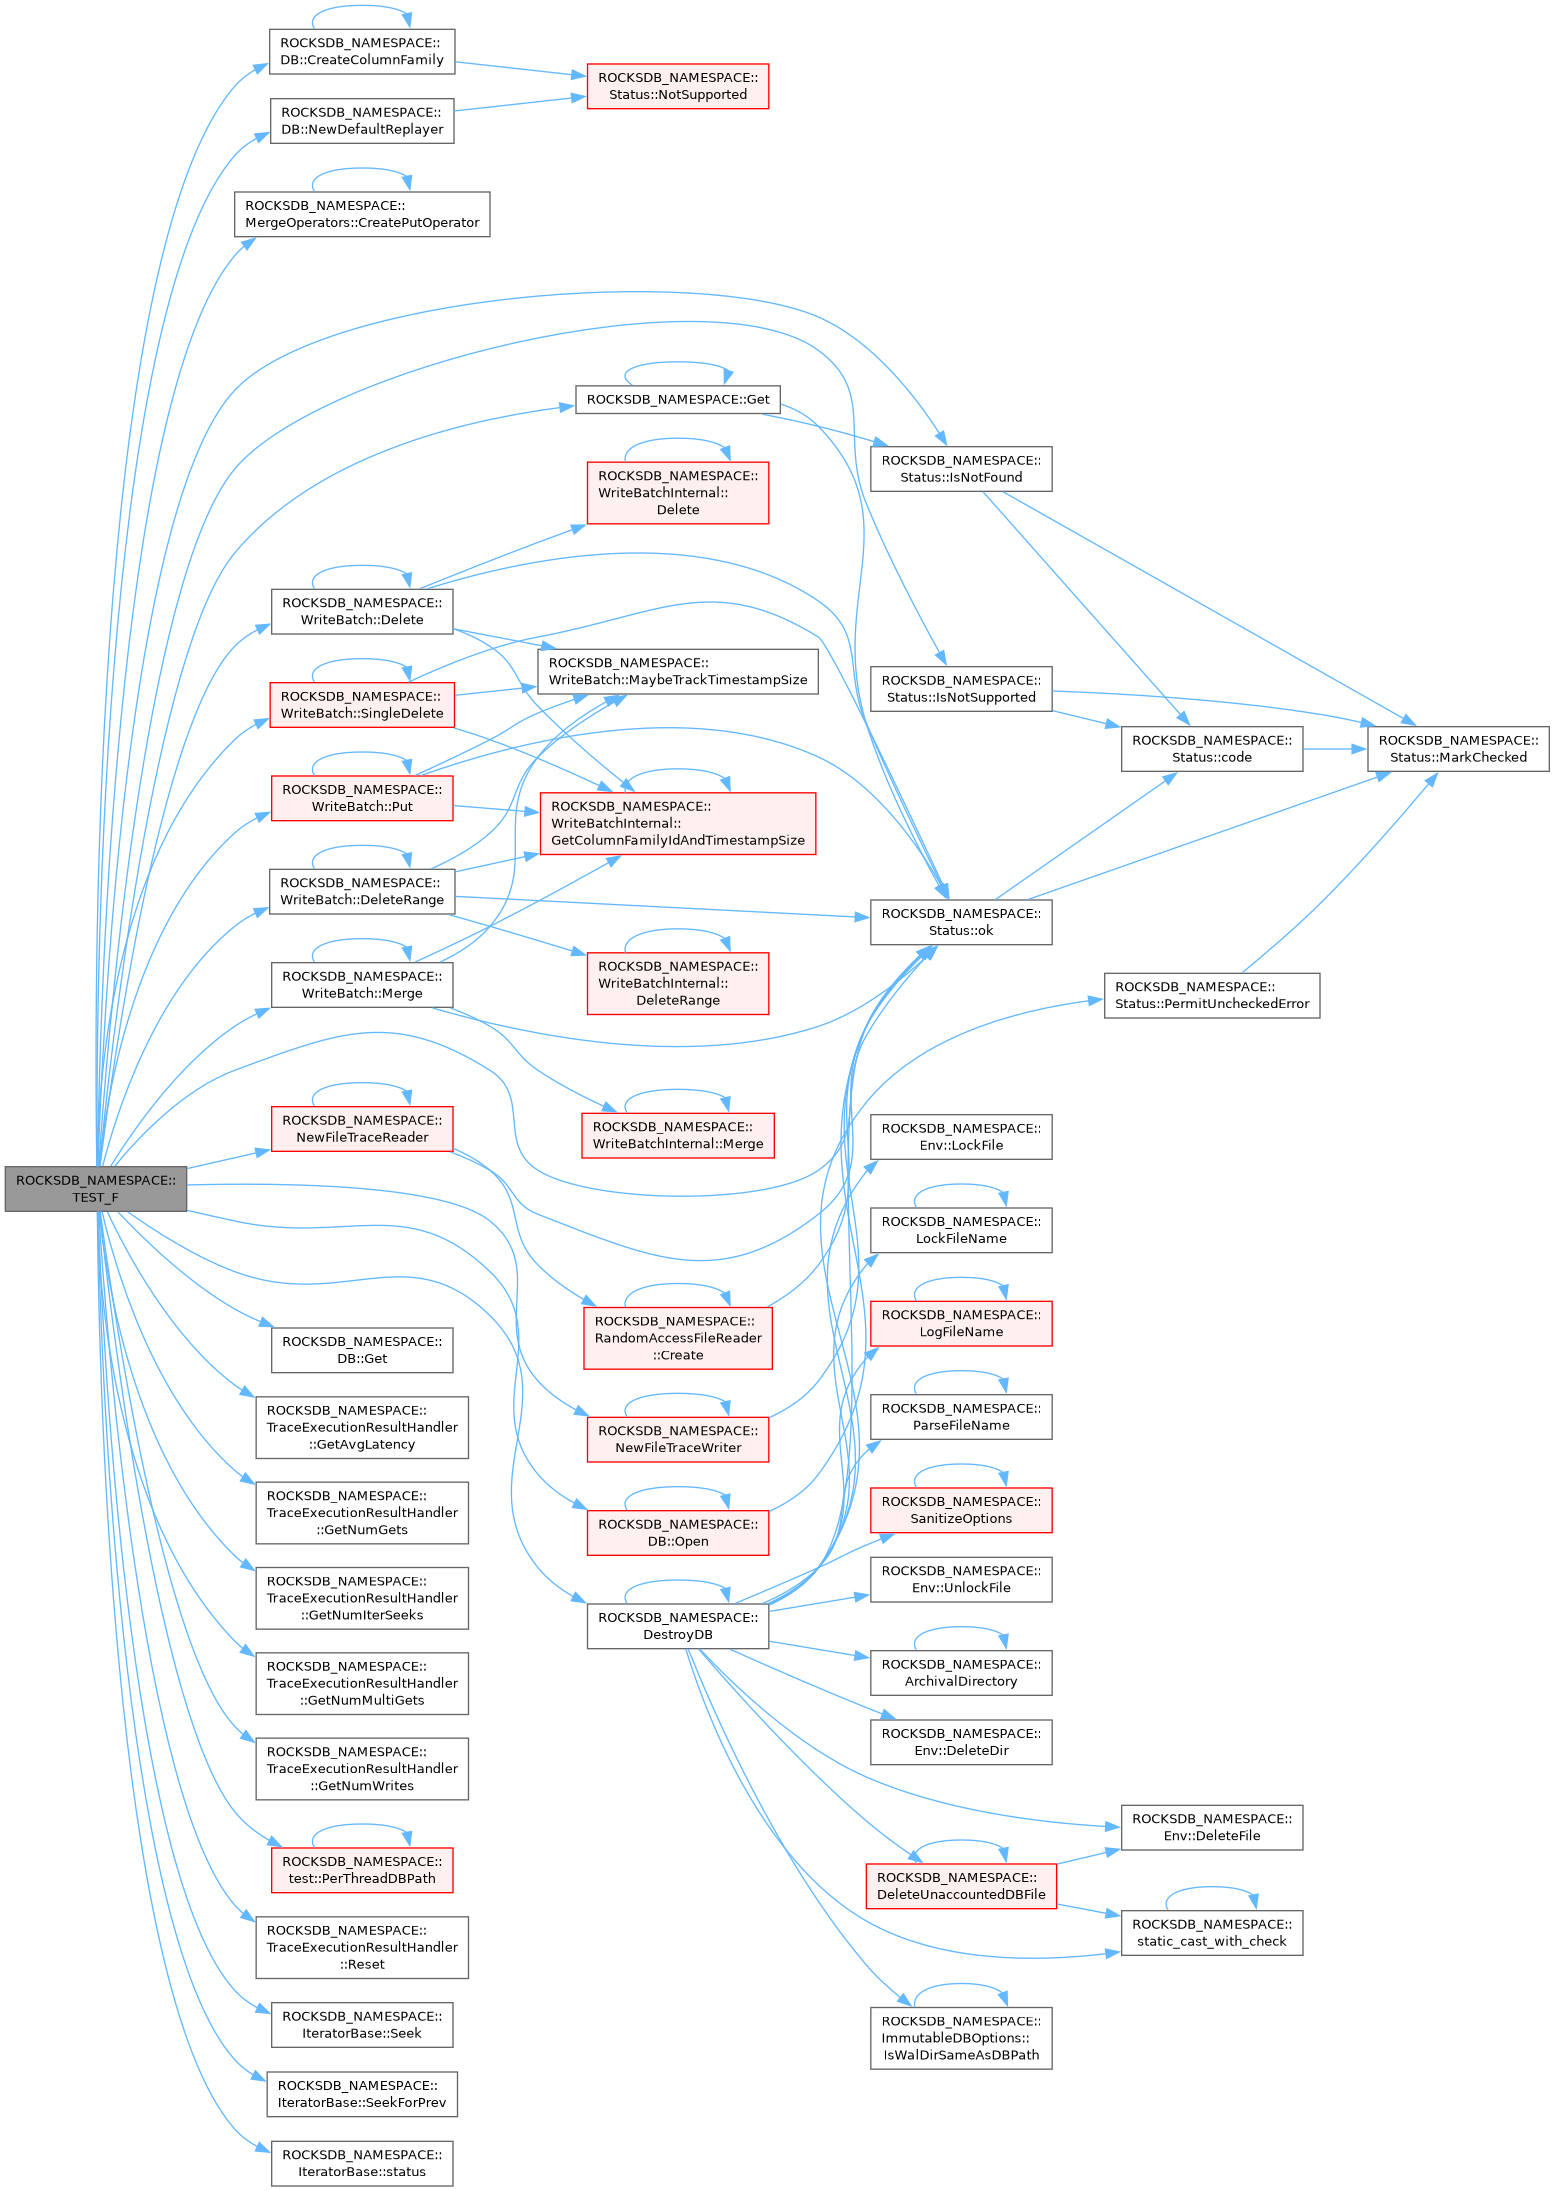 ROCKSDB_NAMESPACE::
DB::CreateColumnFamily
ROCKSDB_NAMESPACE::
Status::NotSupported
ROCKSDB_NAMESPACE::
DB::NewDefaultReplayer
ROCKSDB_NAMESPACE::
MergeOperators::CreatePutOperator
ROCKSDB_NAMESPACE::Get
ROCKSDB_NAMESPACE::
Status::IsNotFound
ROCKSDB_NAMESPACE::
WriteBatchInternal::
Delete
ROCKSDB_NAMESPACE::
WriteBatch::Delete
ROCKSDB_NAMESPACE::
WriteBatch::MaybeTrackTimestampSize
ROCKSDB_NAMESPACE::
Status::IsNotSupported
ROCKSDB_NAMESPACE::
WriteBatch::SingleDelete
ROCKSDB_NAMESPACE::
Status::code
ROCKSDB_NAMESPACE::
Status::MarkChecked
ROCKSDB_NAMESPACE::
WriteBatch::Put
ROCKSDB_NAMESPACE::
WriteBatchInternal::
GetColumnFamilyIdAndTimestampSize
ROCKSDB_NAMESPACE::
WriteBatch::DeleteRange
ROCKSDB_NAMESPACE::
Status::ok
ROCKSDB_NAMESPACE::
WriteBatchInternal::
DeleteRange
ROCKSDB_NAMESPACE::
WriteBatch::Merge
ROCKSDB_NAMESPACE::
Status::PermitUncheckedError
ROCKSDB_NAMESPACE::
NewFileTraceReader
ROCKSDB_NAMESPACE::
WriteBatchInternal::Merge
ROCKSDB_NAMESPACE::
Env::LockFile
ROCKSDB_NAMESPACE::
TEST_F
ROCKSDB_NAMESPACE::
LockFileName
ROCKSDB_NAMESPACE::
RandomAccessFileReader
::Create
ROCKSDB_NAMESPACE::
LogFileName
ROCKSDB_NAMESPACE::
DB::Get
ROCKSDB_NAMESPACE::
TraceExecutionResultHandler
::GetAvgLatency
ROCKSDB_NAMESPACE::
NewFileTraceWriter
ROCKSDB_NAMESPACE::
ParseFileName
ROCKSDB_NAMESPACE::
TraceExecutionResultHandler
::GetNumGets
ROCKSDB_NAMESPACE::
DB::Open
ROCKSDB_NAMESPACE::
SanitizeOptions
ROCKSDB_NAMESPACE::
TraceExecutionResultHandler
::GetNumIterSeeks
ROCKSDB_NAMESPACE::
DestroyDB
ROCKSDB_NAMESPACE::
Env::UnlockFile
ROCKSDB_NAMESPACE::
TraceExecutionResultHandler
::GetNumMultiGets
ROCKSDB_NAMESPACE::
ArchivalDirectory
ROCKSDB_NAMESPACE::
Env::DeleteDir
ROCKSDB_NAMESPACE::
TraceExecutionResultHandler
::GetNumWrites
ROCKSDB_NAMESPACE::
Env::DeleteFile
ROCKSDB_NAMESPACE::
test::PerThreadDBPath
ROCKSDB_NAMESPACE::
DeleteUnaccountedDBFile
ROCKSDB_NAMESPACE::
static_cast_with_check
ROCKSDB_NAMESPACE::
TraceExecutionResultHandler
::Reset
ROCKSDB_NAMESPACE::
IteratorBase::Seek
ROCKSDB_NAMESPACE::
ImmutableDBOptions::
IsWalDirSameAsDBPath
ROCKSDB_NAMESPACE::
IteratorBase::SeekForPrev
ROCKSDB_NAMESPACE::
IteratorBase::status